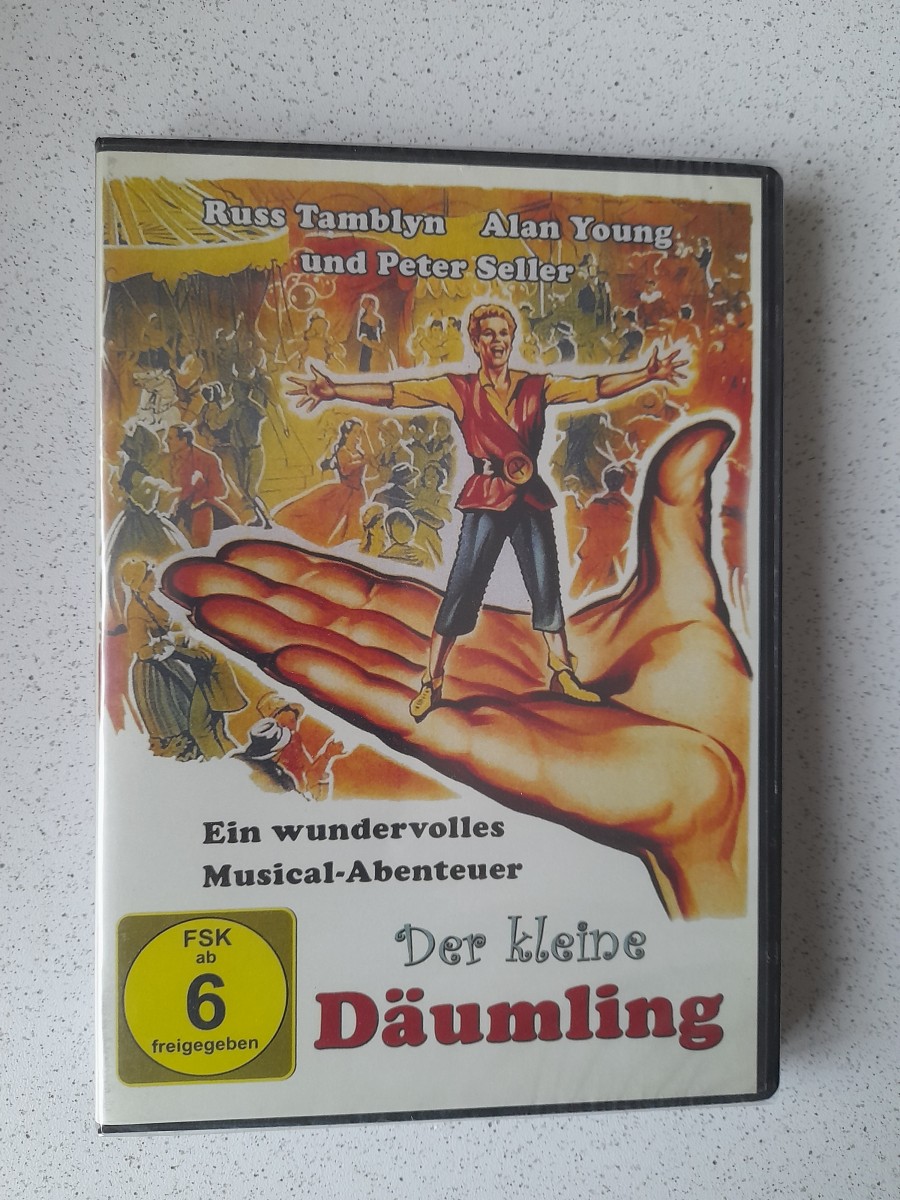 Russ Tamblyn Alan Young
und Peter Seller
Ein wundervolles
Musical-Abenteuer
Der kleine
Däumling
FSK
ab
6
freigegeben